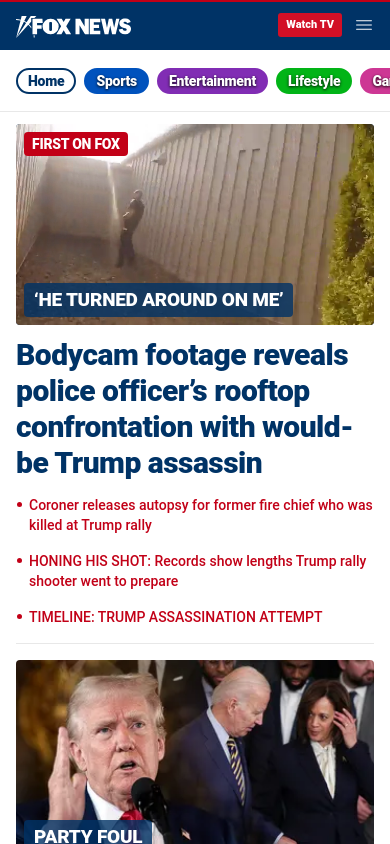 FOX NEWS
Watch TV
Home
Sports
Entertainment
Lifestyle
FIRST ON FOX
‘HE TURNED AROUND ON ME’
Bodycam footage reveals
police officer’s rooftop
confrontation with would-
be Trump assassin
• Coroner releases autopsy for former fire chief who was
killed at Trump rally
• HONING HIS SHOT: Records show lengths Trump rally
shooter went to prepare
• TIMELINE: TRUMP ASSASSINATION ATTEMPT
PARTY FOUL